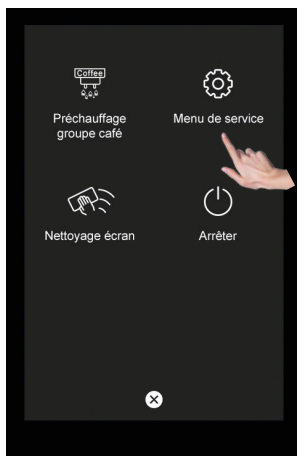 Coffee
Préchauffage
groupe café
Menu de service
Nettoyage écran
Arrêter